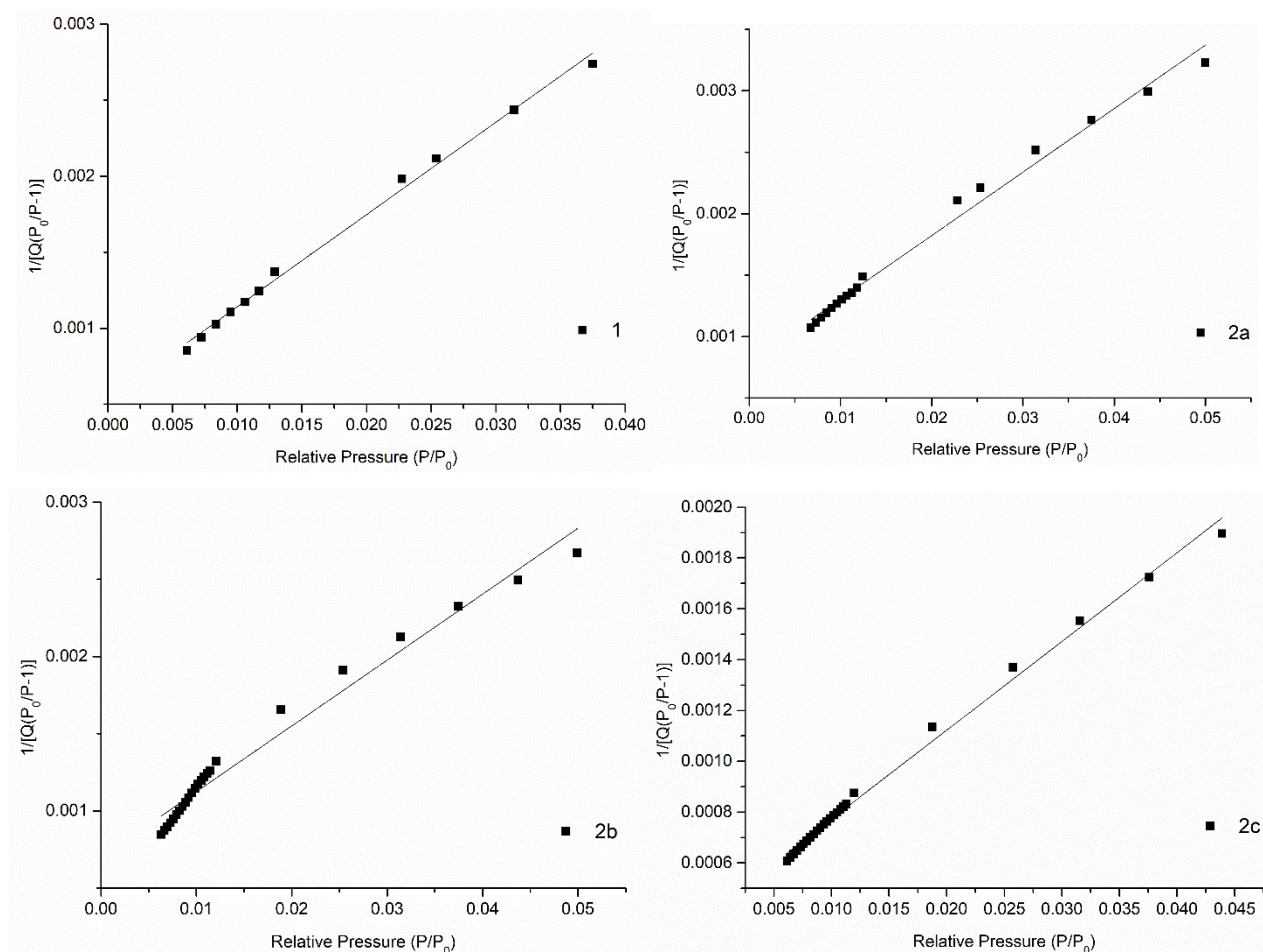 0.003
0.002
0.001
1/[Q(P₀/P-1)]
0.000 0.005 0.010 0.015 0.020 0.025 0.030 0.035 0.040
Relative Pressure (P/P₀)
1
0.003
0.002
0.001
1/[Q(P₀/P-1)]
0.00 0.01 0.02 0.03 0.04 0.05
Relative Pressure (P/P₀)
2a
0.003
0.002
0.001
1/[Q(P₀/P-1)]
0.00 0.01 0.02 0.03 0.04 0.05
Relative Pressure (P/P₀)
2b
0.0020
0.0018
0.0016
0.0014
0.0012
0.0010
0.0008
0.0006
1/[Q(P₀/P-1)]
0.005 0.010 0.015 0.020 0.025 0.030 0.035 0.040 0.045
Relative Pressure (P/P₀)
2c